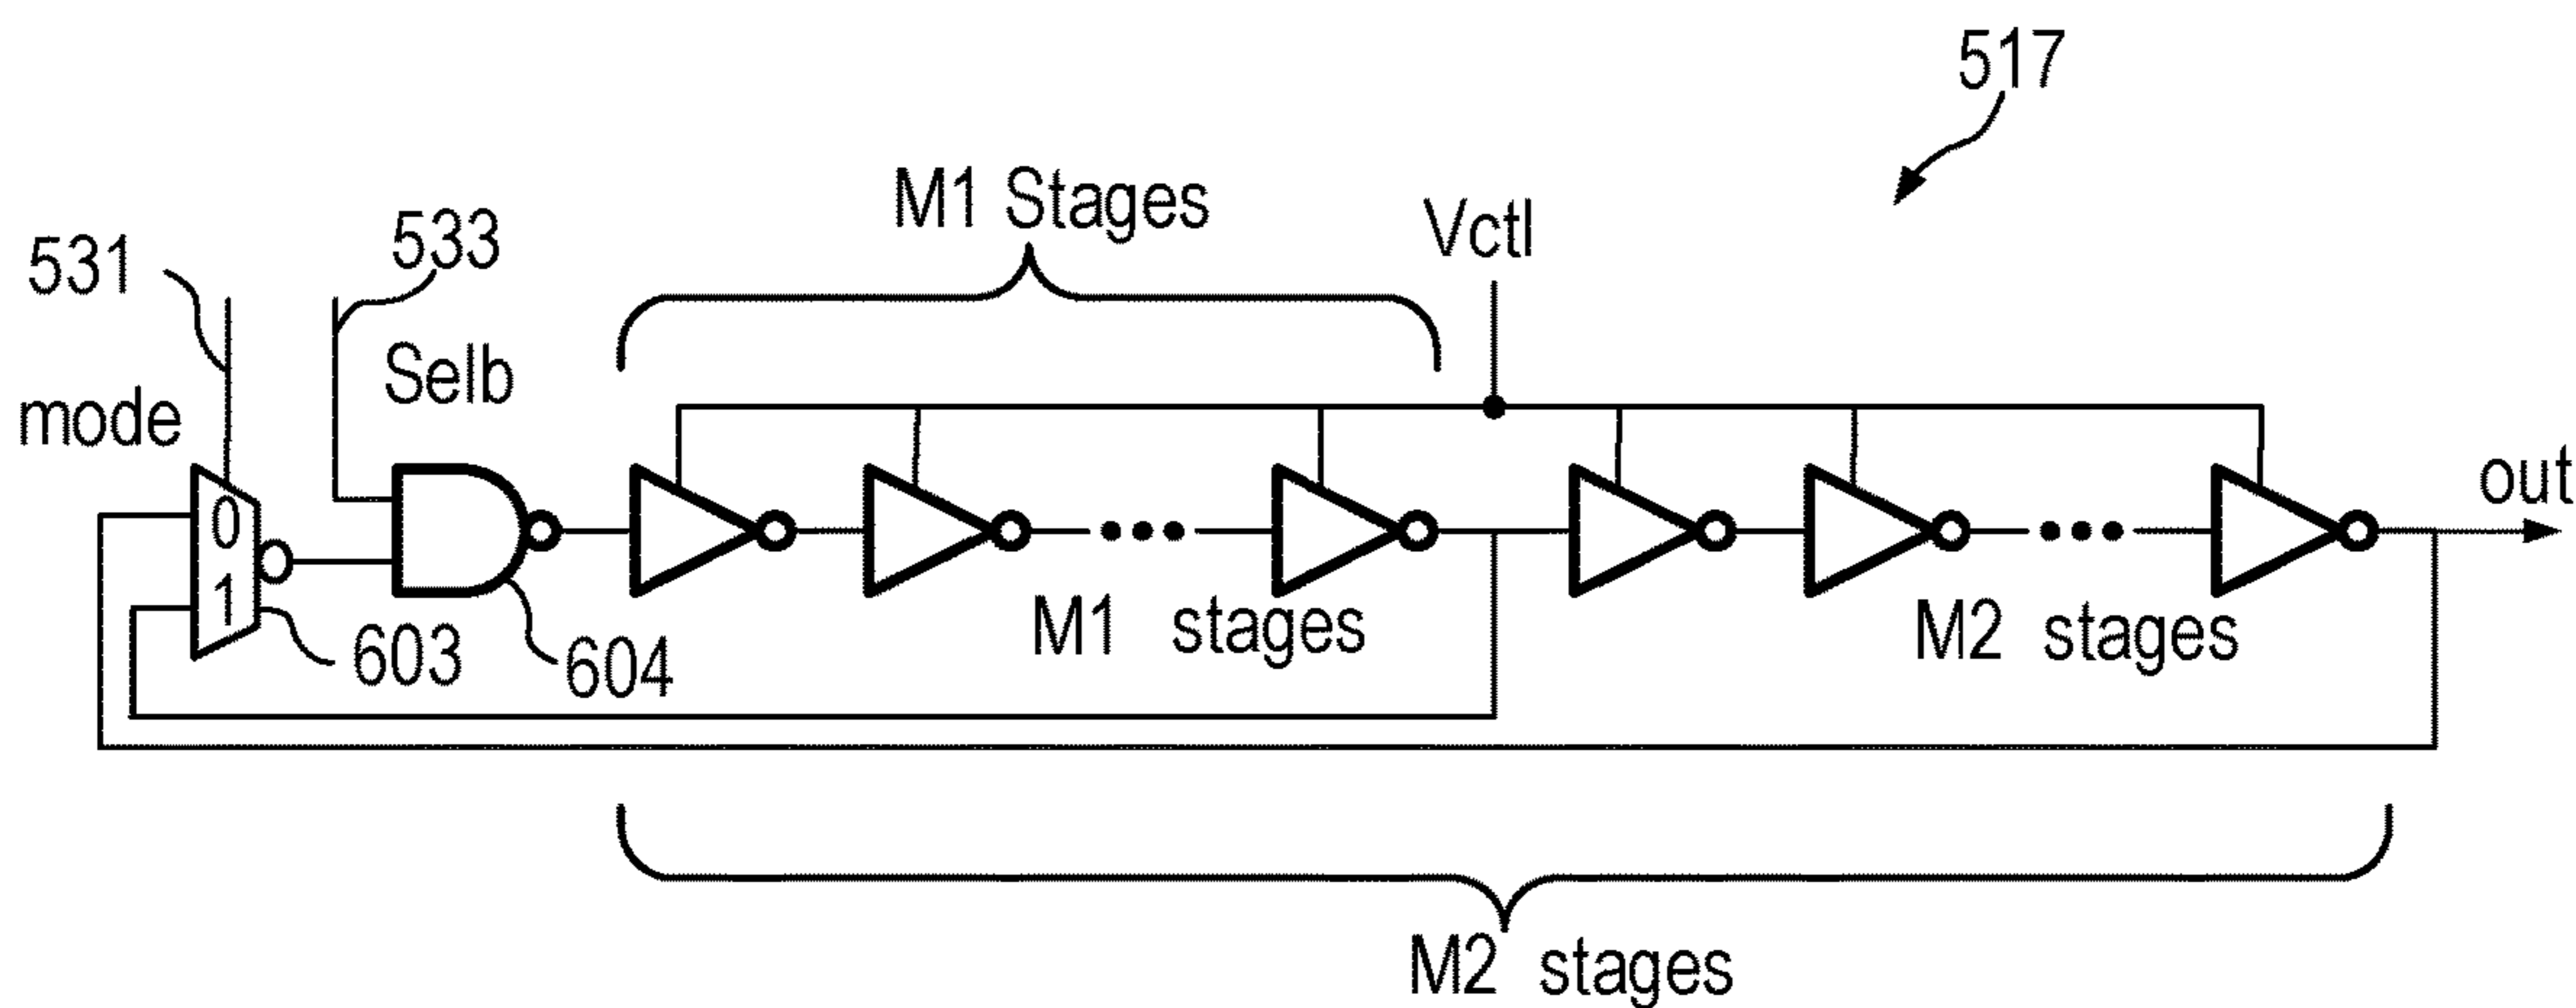 517
M1 Stages
Vctl
531
533
Selb
mode
out
0
1
603
604
M1 stages
M2 stages
M2 stages